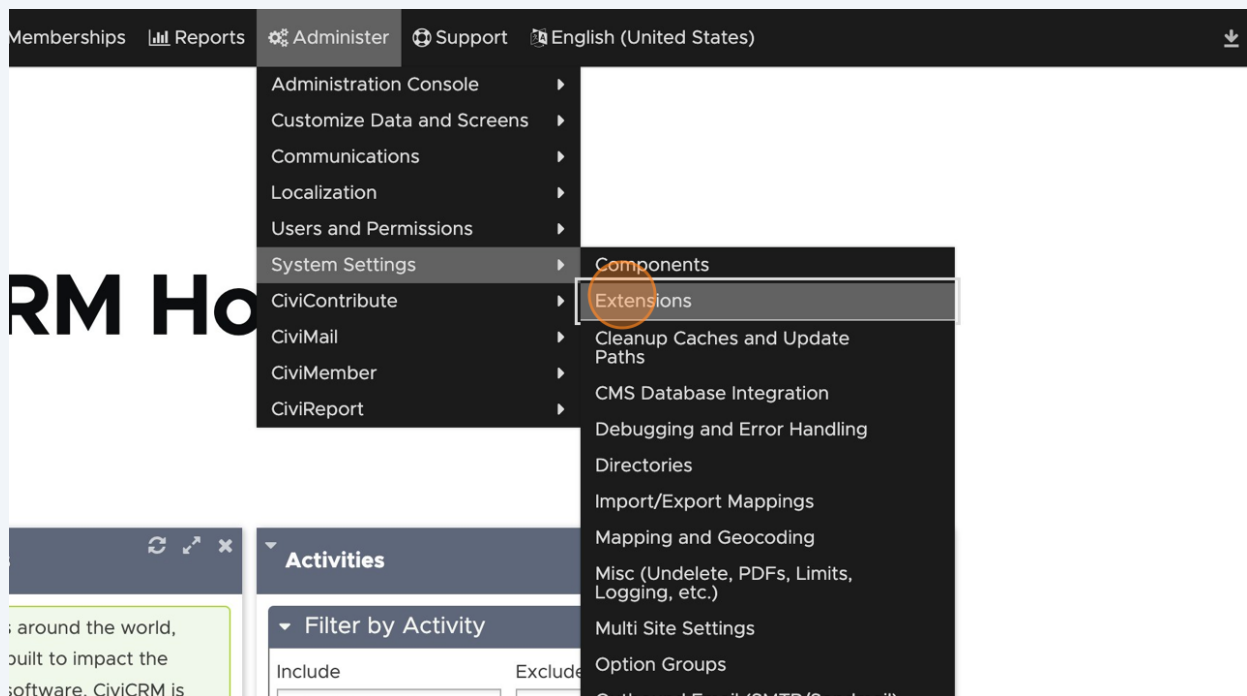 Memberships Reports Administer Support English (United States)
Administration Console
Customize Data and Screens
Communications
Localization
Users and Permissions
System Settings
Components
CiviContribute
Extensions
CiviMail
Cleanup Caches and Update
Paths
CiviMember
CMS Database Integration
CiviReport
Debugging and Error Handling
Directories
Import/Export Mappings
Mapping and Geocoding
Misc (Undelete, PDFs, Limits,
Logging, etc.)
Multi Site Settings
Option Groups
RM Ho
Activities
Filter by Activity
Include Exclude
around the world,
built to impact the
software. CiviCRM is